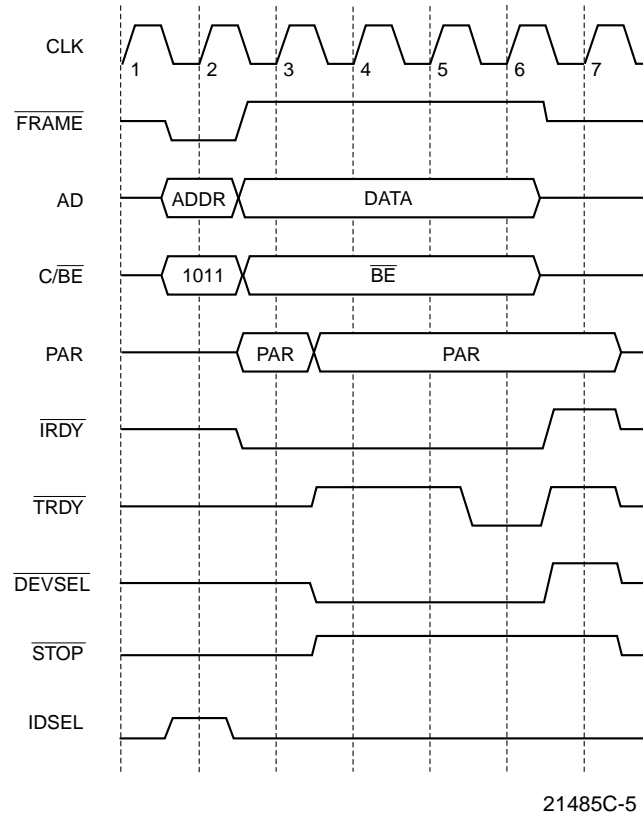 CLK
1 2 3 4 5 6 7
FRAME
AD ADDR DATA
C/BE 1011 BE
PAR PAR PAR
IRDY
TRDY
DEVSEL
STOP
IDSEL
21485C-5